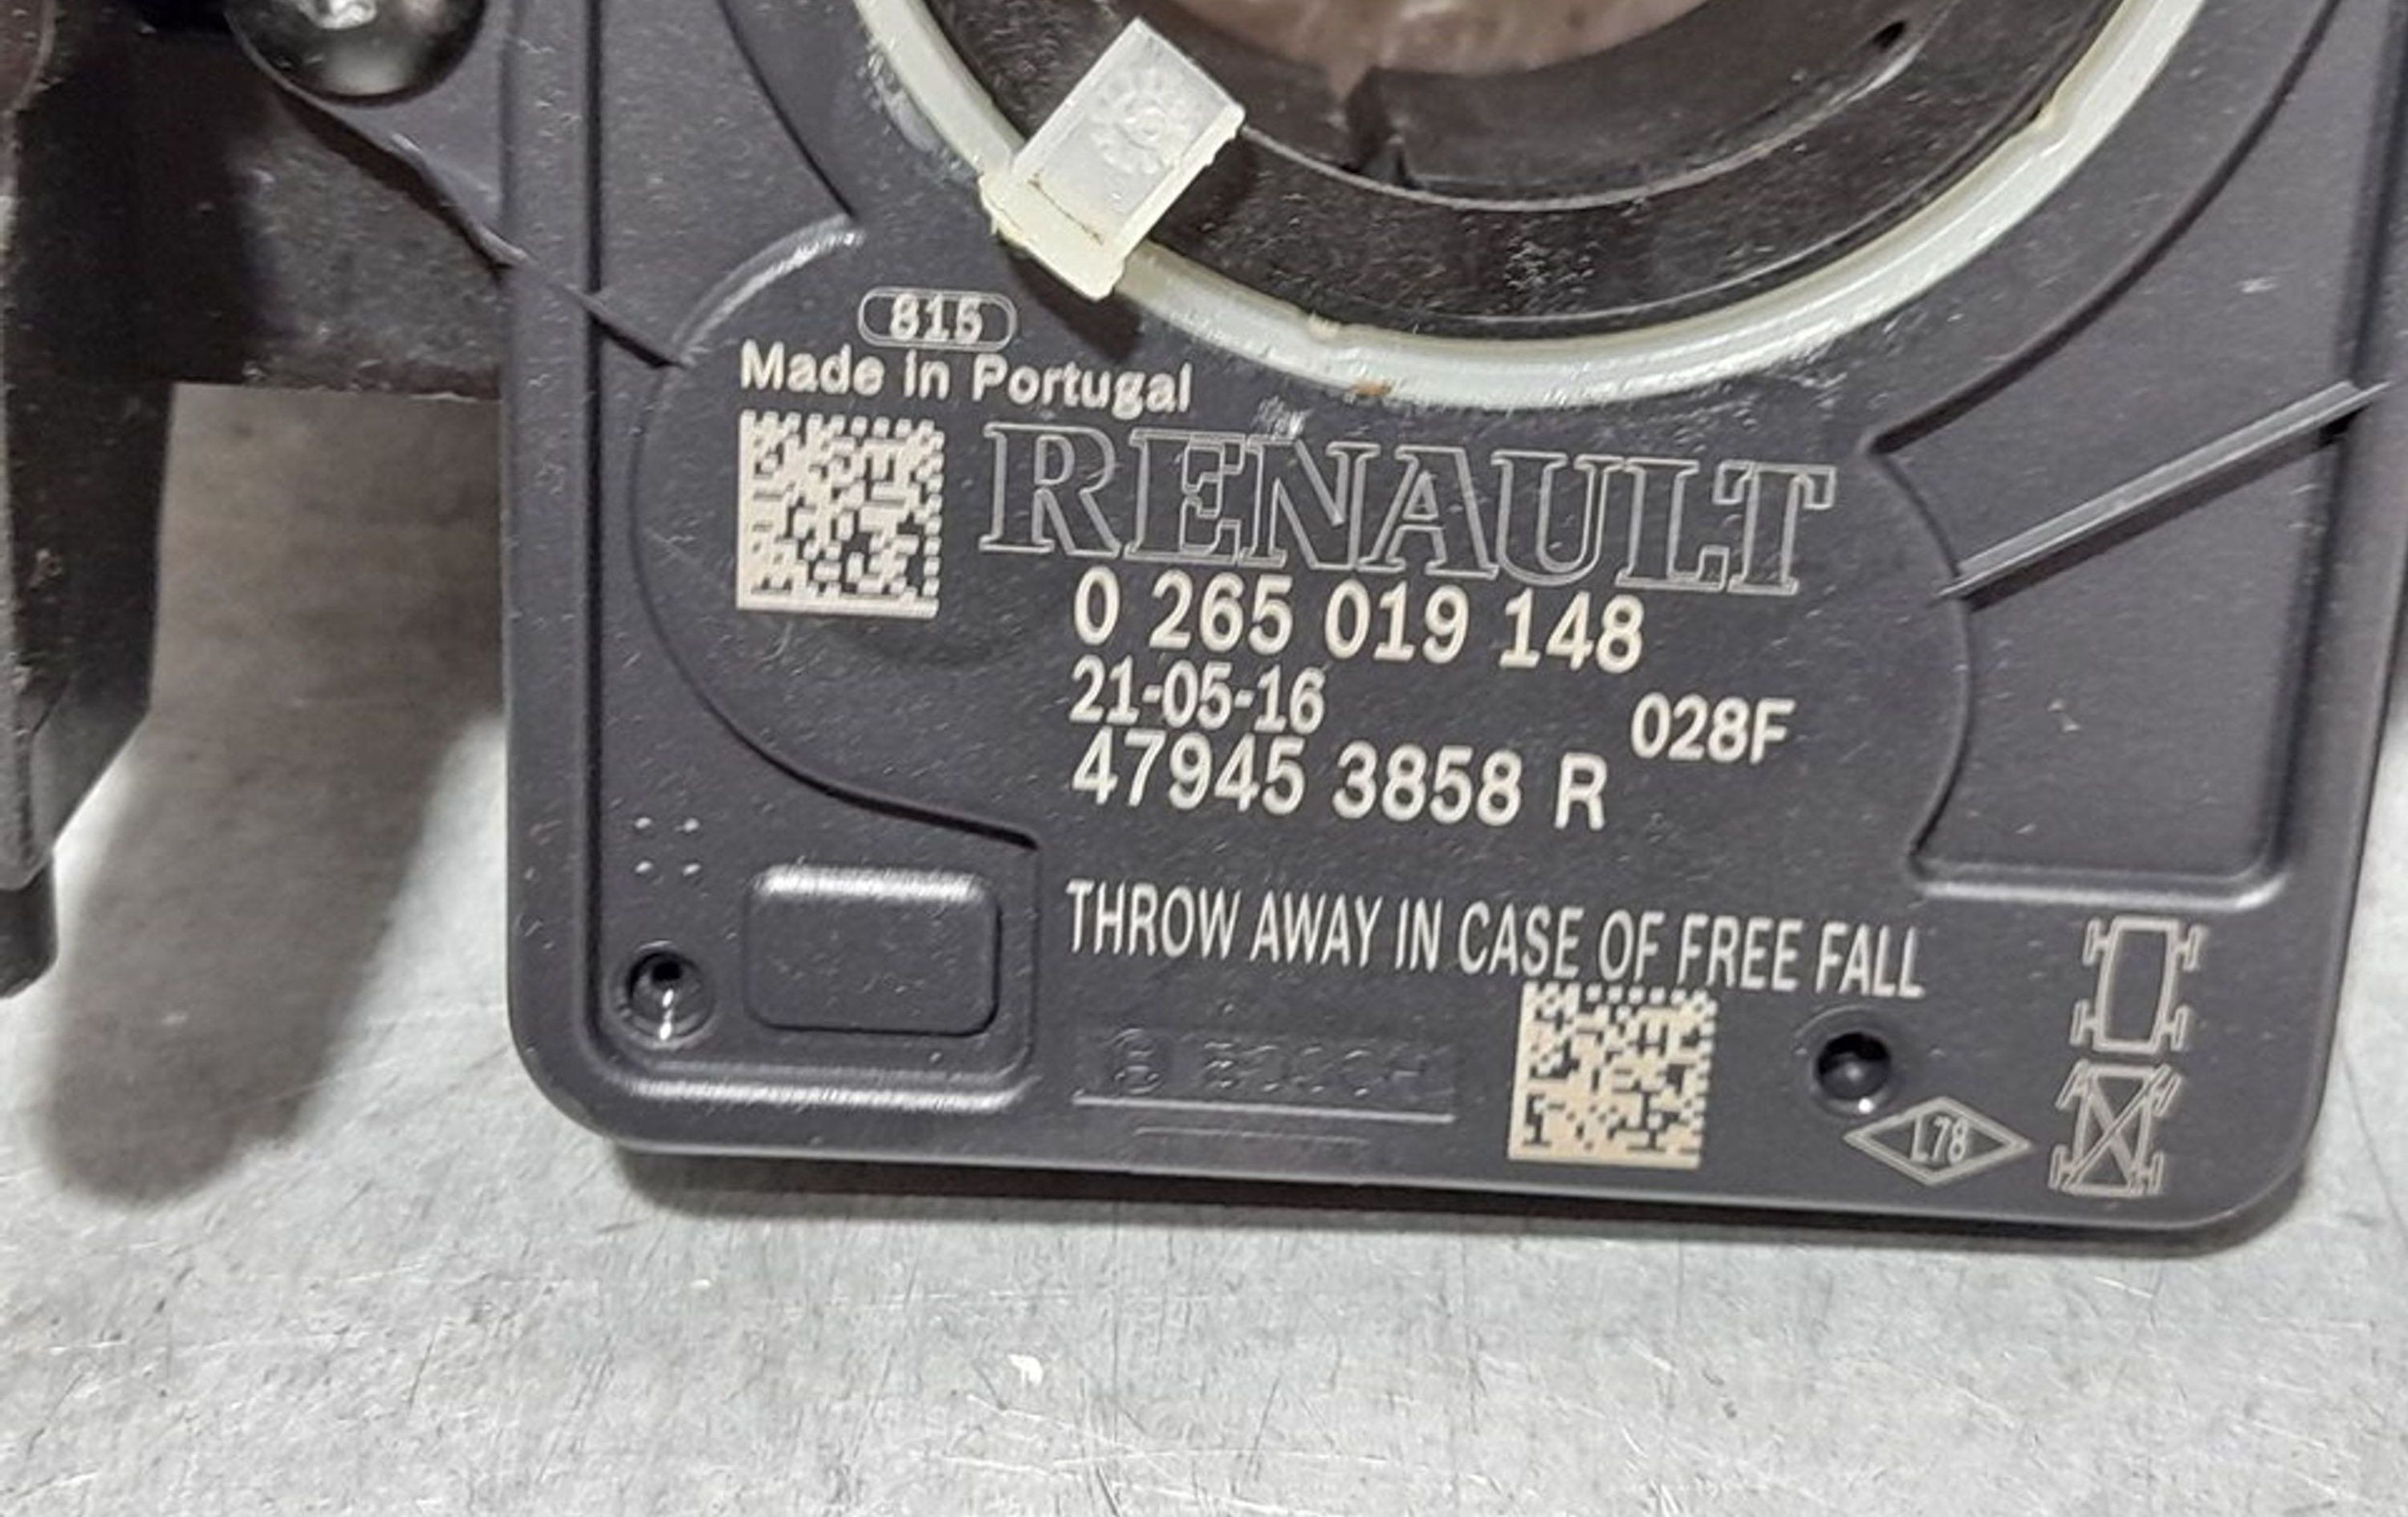 815
Made in Portugal
RENAULT
0 265 019 148
21-05-16
028F
47945 3858 R
THROW AWAY IN CASE OF FREE FALL
BOSCH
L78